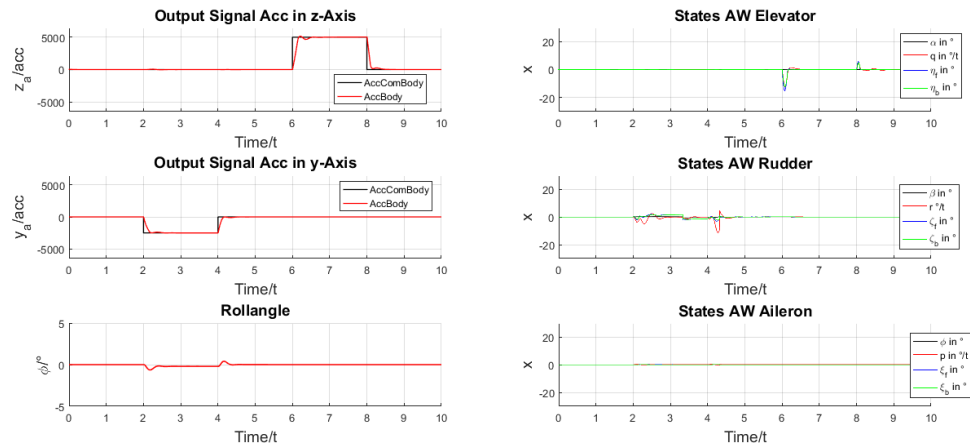 Output Signal Acc in z-Axis
z_a/acc
5000
0
-5000
AccComBody
AccBody
0 1 2 3 4 5 6 7 8 9 10
Time/t
States AW Elevator
x
20
0
-20
α in °
q in °/t
η_f in °
η_b in °
0 1 2 3 4 5 6 7 8 9 10
Time/t
Output Signal Acc in y-Axis
y_a/acc
5000
0
-5000
AccComBody
AccBody
0 1 2 3 4 5 6 7 8 9 10
Time/t
States AW Rudder
x
20
0
-20
β in °
r °/t
ζ_f in °
ζ_b in °
0 1 2 3 4 5 6 7 8 9 10
Time/t
Rollangle
ϕ/°
5
0
-5
0 1 2 3 4 5 6 7 8 9 10
Time/t
States AW Aileron
x
20
0
-20
ϕ in °
p in °/t
ξ_f in °
ξ_b in °
0 1 2 3 4 5 6 7 8 9 10
Time/t